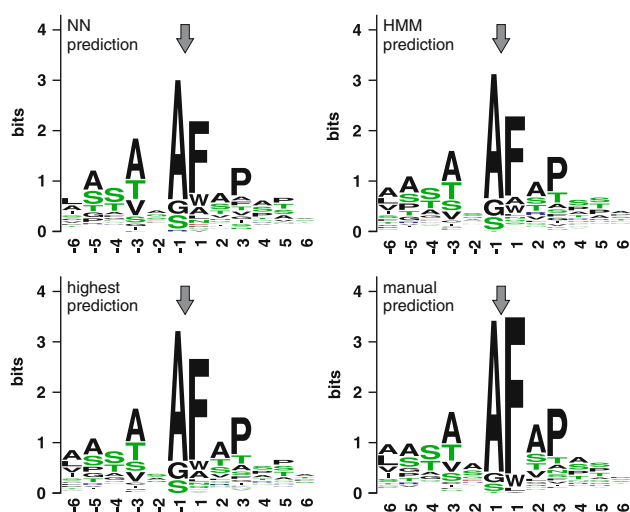 NN
prediction
HMM
prediction
bits
4
3
2
1
0
-6 -5 -4 -3 -2 -1 1 2 3 4 5 6
A S A S T A T V A G S F W A P
bits
4
3
2
1
0
-6 -5 -4 -3 -2 -1 1 2 3 4 5 6
A A S A T S V A G S F A W A P T
highest
prediction
manual
prediction
bits
4
3
2
1
0
-6 -5 -4 -3 -2 -1 1 2 3 4 5 6
A A S S T A T S V A G S F W A A P T
bits
4
3
2
1
0
-6 -5 -4 -3 -2 -1 1 2 3 4 5 6
A A S S T A T V S A A G S F W A S T P A S